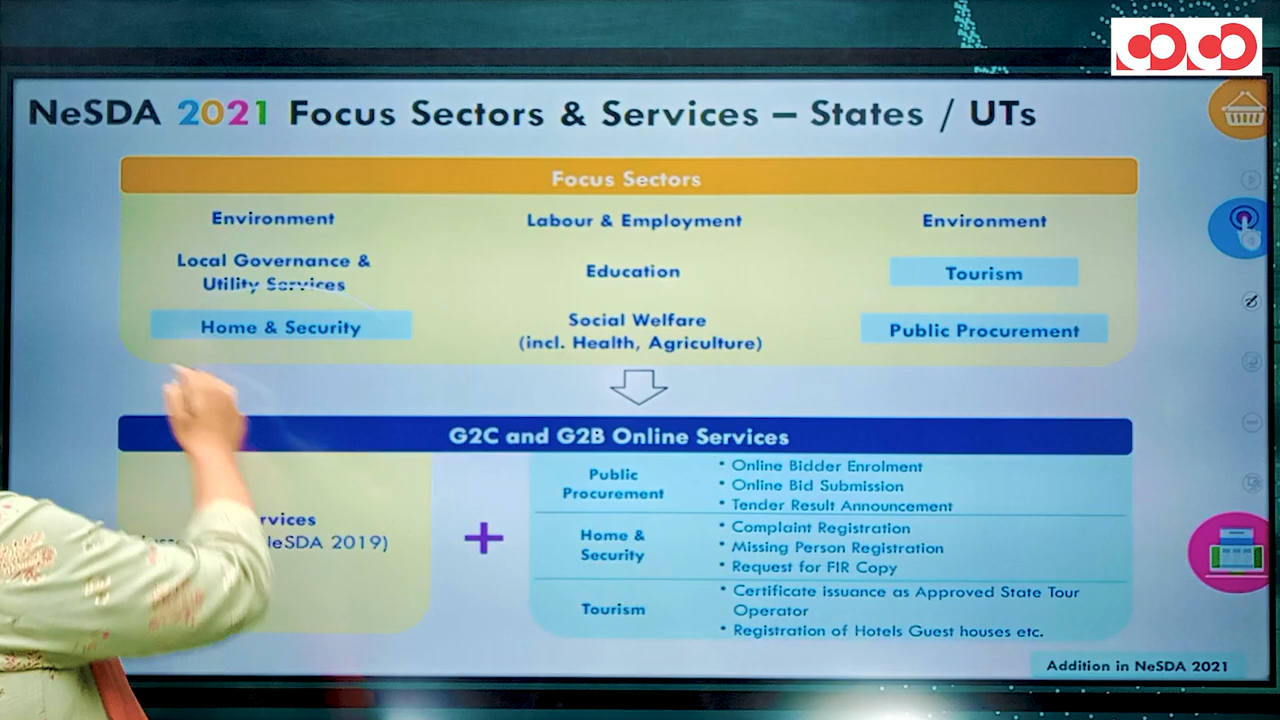 NeSDA 2021 Focus Sectors & Services – States / UTs
Focus Sectors
Environment
Labour & Employment
Environment
Local Governance &
Utility Services
Education
Tourism
Home & Security
Social Welfare
(incl. Health, Agriculture)
Public Procurement
G2C and G2B Online Services
2019)
+
Public
Procurement
• Online Bidder Enrolment
• Online Bid Submission
• Tender Result Announcement
Home &
Security
• Complaint Registration
• Missing Person Registration
• Request for FIR Copy
Tourism
• Certificate issuance as Approved State Tour
Operator
• Registration of Hotels Guest houses etc.
Addition in NeSDA 2021